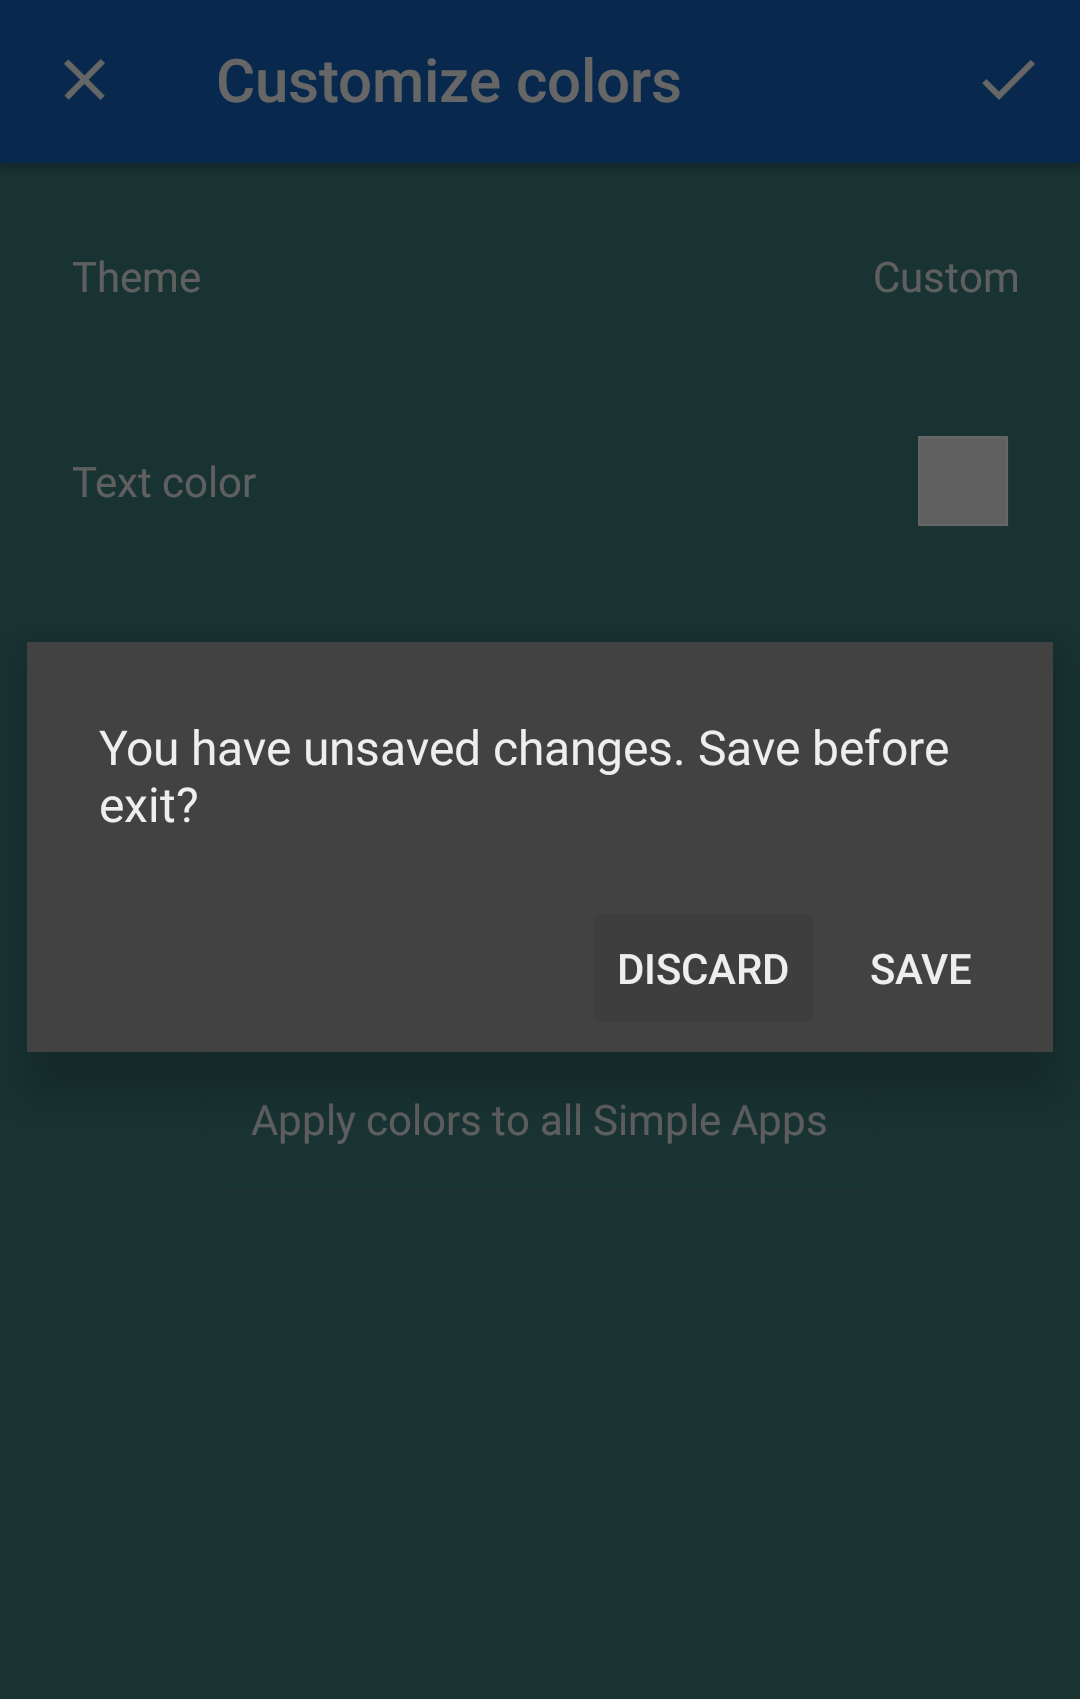 Customize colors
Theme
Custom
Text color
You have unsaved changes. Save before
exit?
DISCARD
SAVE
Apply colors to all Simple Apps